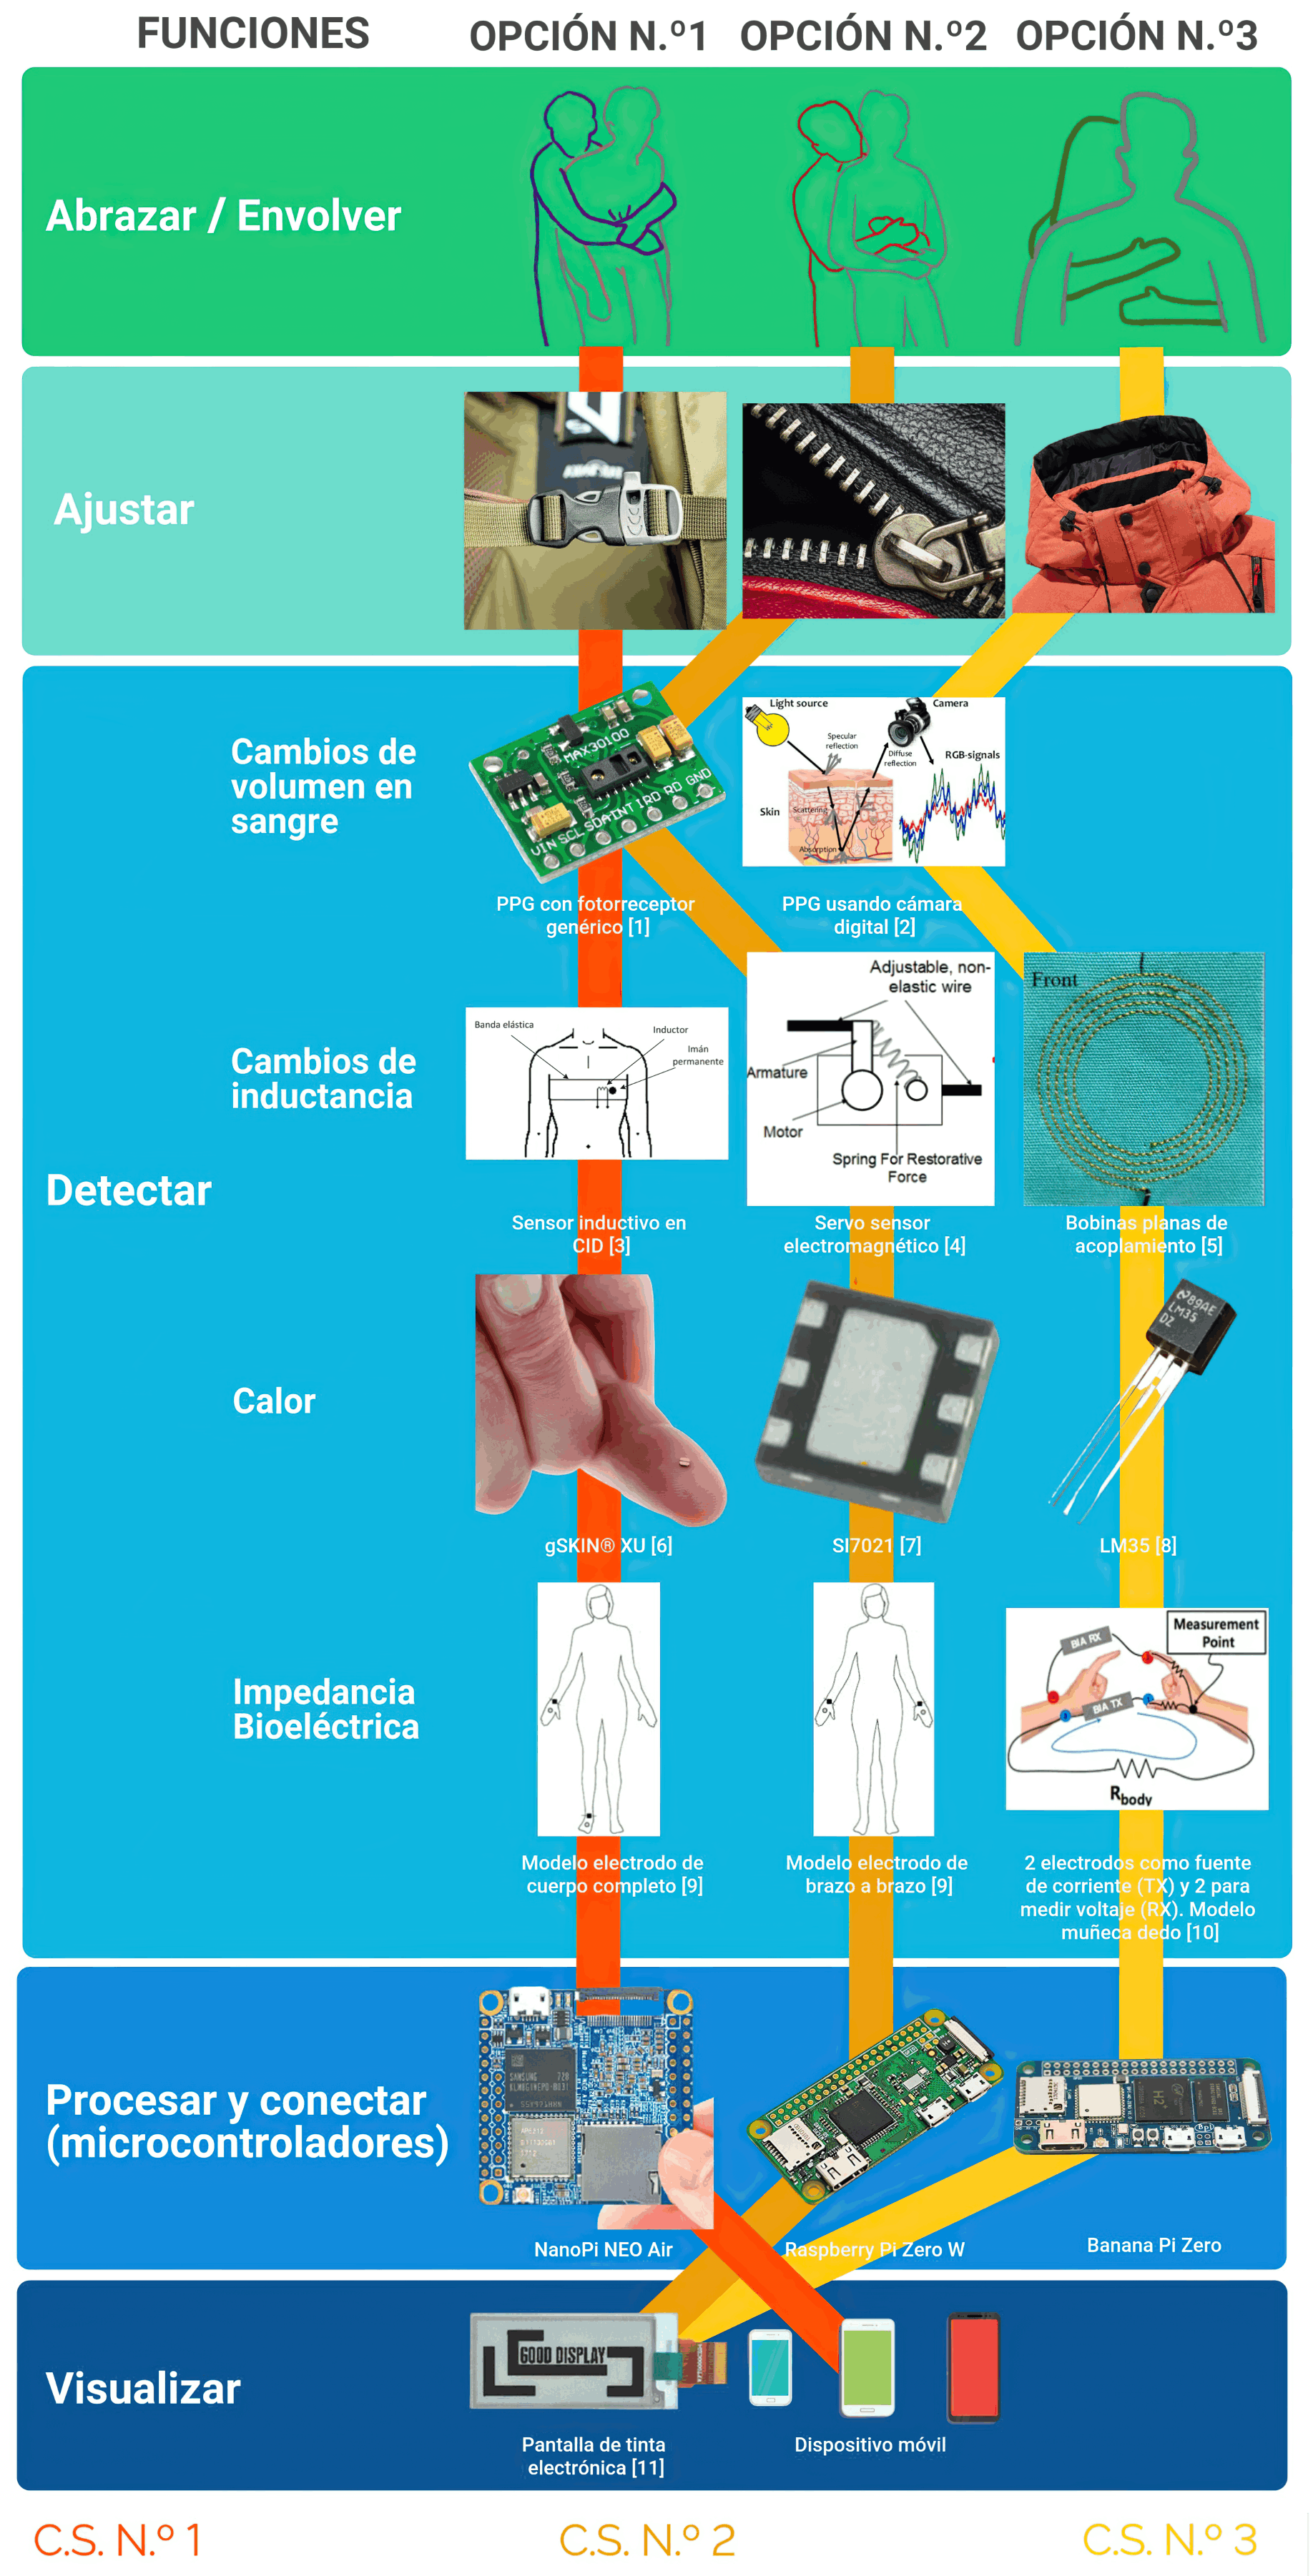 FUNCIONES
OPCIÓN N.º1
OPCIÓN N.º2
OPCIÓN N.º3
Abrazar / Envolver
Ajustar
Cambios de
volumen en
sangre
MAX30100
VIN SCL SDA INT IRD RD GND
PPG con fotorreceptor
genérico [1]
Light source
Camera
Specular
reflection
Diffuse
reflection
RGB-signals
Skin
Scattering
Absorption
PPG usando cámara
digital [2]
Cambios de
inductancia
Banda elástica
Inductor
Imán
permanente
Sensor inductivo en
CID [3]
Adjustable, non-
elastic wire
Armature
Motor
Spring For Restorative
Force
Servo sensor
electromagnético [4]
Front
Bobinas planas de
acoplamiento [5]
Detectar
Calor
gSKIN® XU [6]
SI7021 [7]
LM35
DZ
LM35 [8]
Impedancia
Bioeléctrica
Modelo electrodo de
cuerpo completo [9]
Modelo electrodo de
brazo a brazo [9]
Measurement
Point
BIA RX
BIA TX
Rbody
2 electrodos como fuente
de corriente (TX) y 2 para
medir voltaje (RX). Modelo
muñeca dedo [10]
Procesar y conectar
(microcontroladores)
SAMSUNG
NanoPi NEO Air
Raspberry Pi Zero W
H2+
Banana Pi Zero
Visualizar
GOOD DISPLAY
Pantalla de tinta
electrónica [11]
Dispositivo móvil
C.S. N.º 1
C.S. N.º 2
C.S. N.º 3